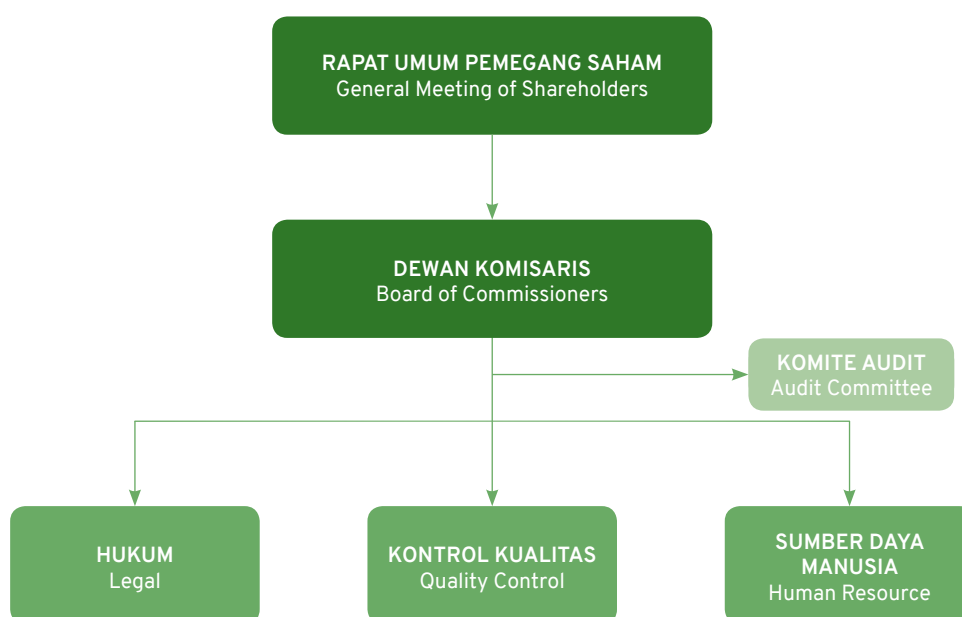 RAPAT UMUM PEMEGANG SAHAM
General Meeting of Shareholders
DEWAN KOMISARIS
Board of Commissioners
KOMITE AUDIT
Audit Committee
HUKUM
Legal
KONTROL KUALITAS
Quality Control
SUMBER DAYA
MANUSIA
Human Resource